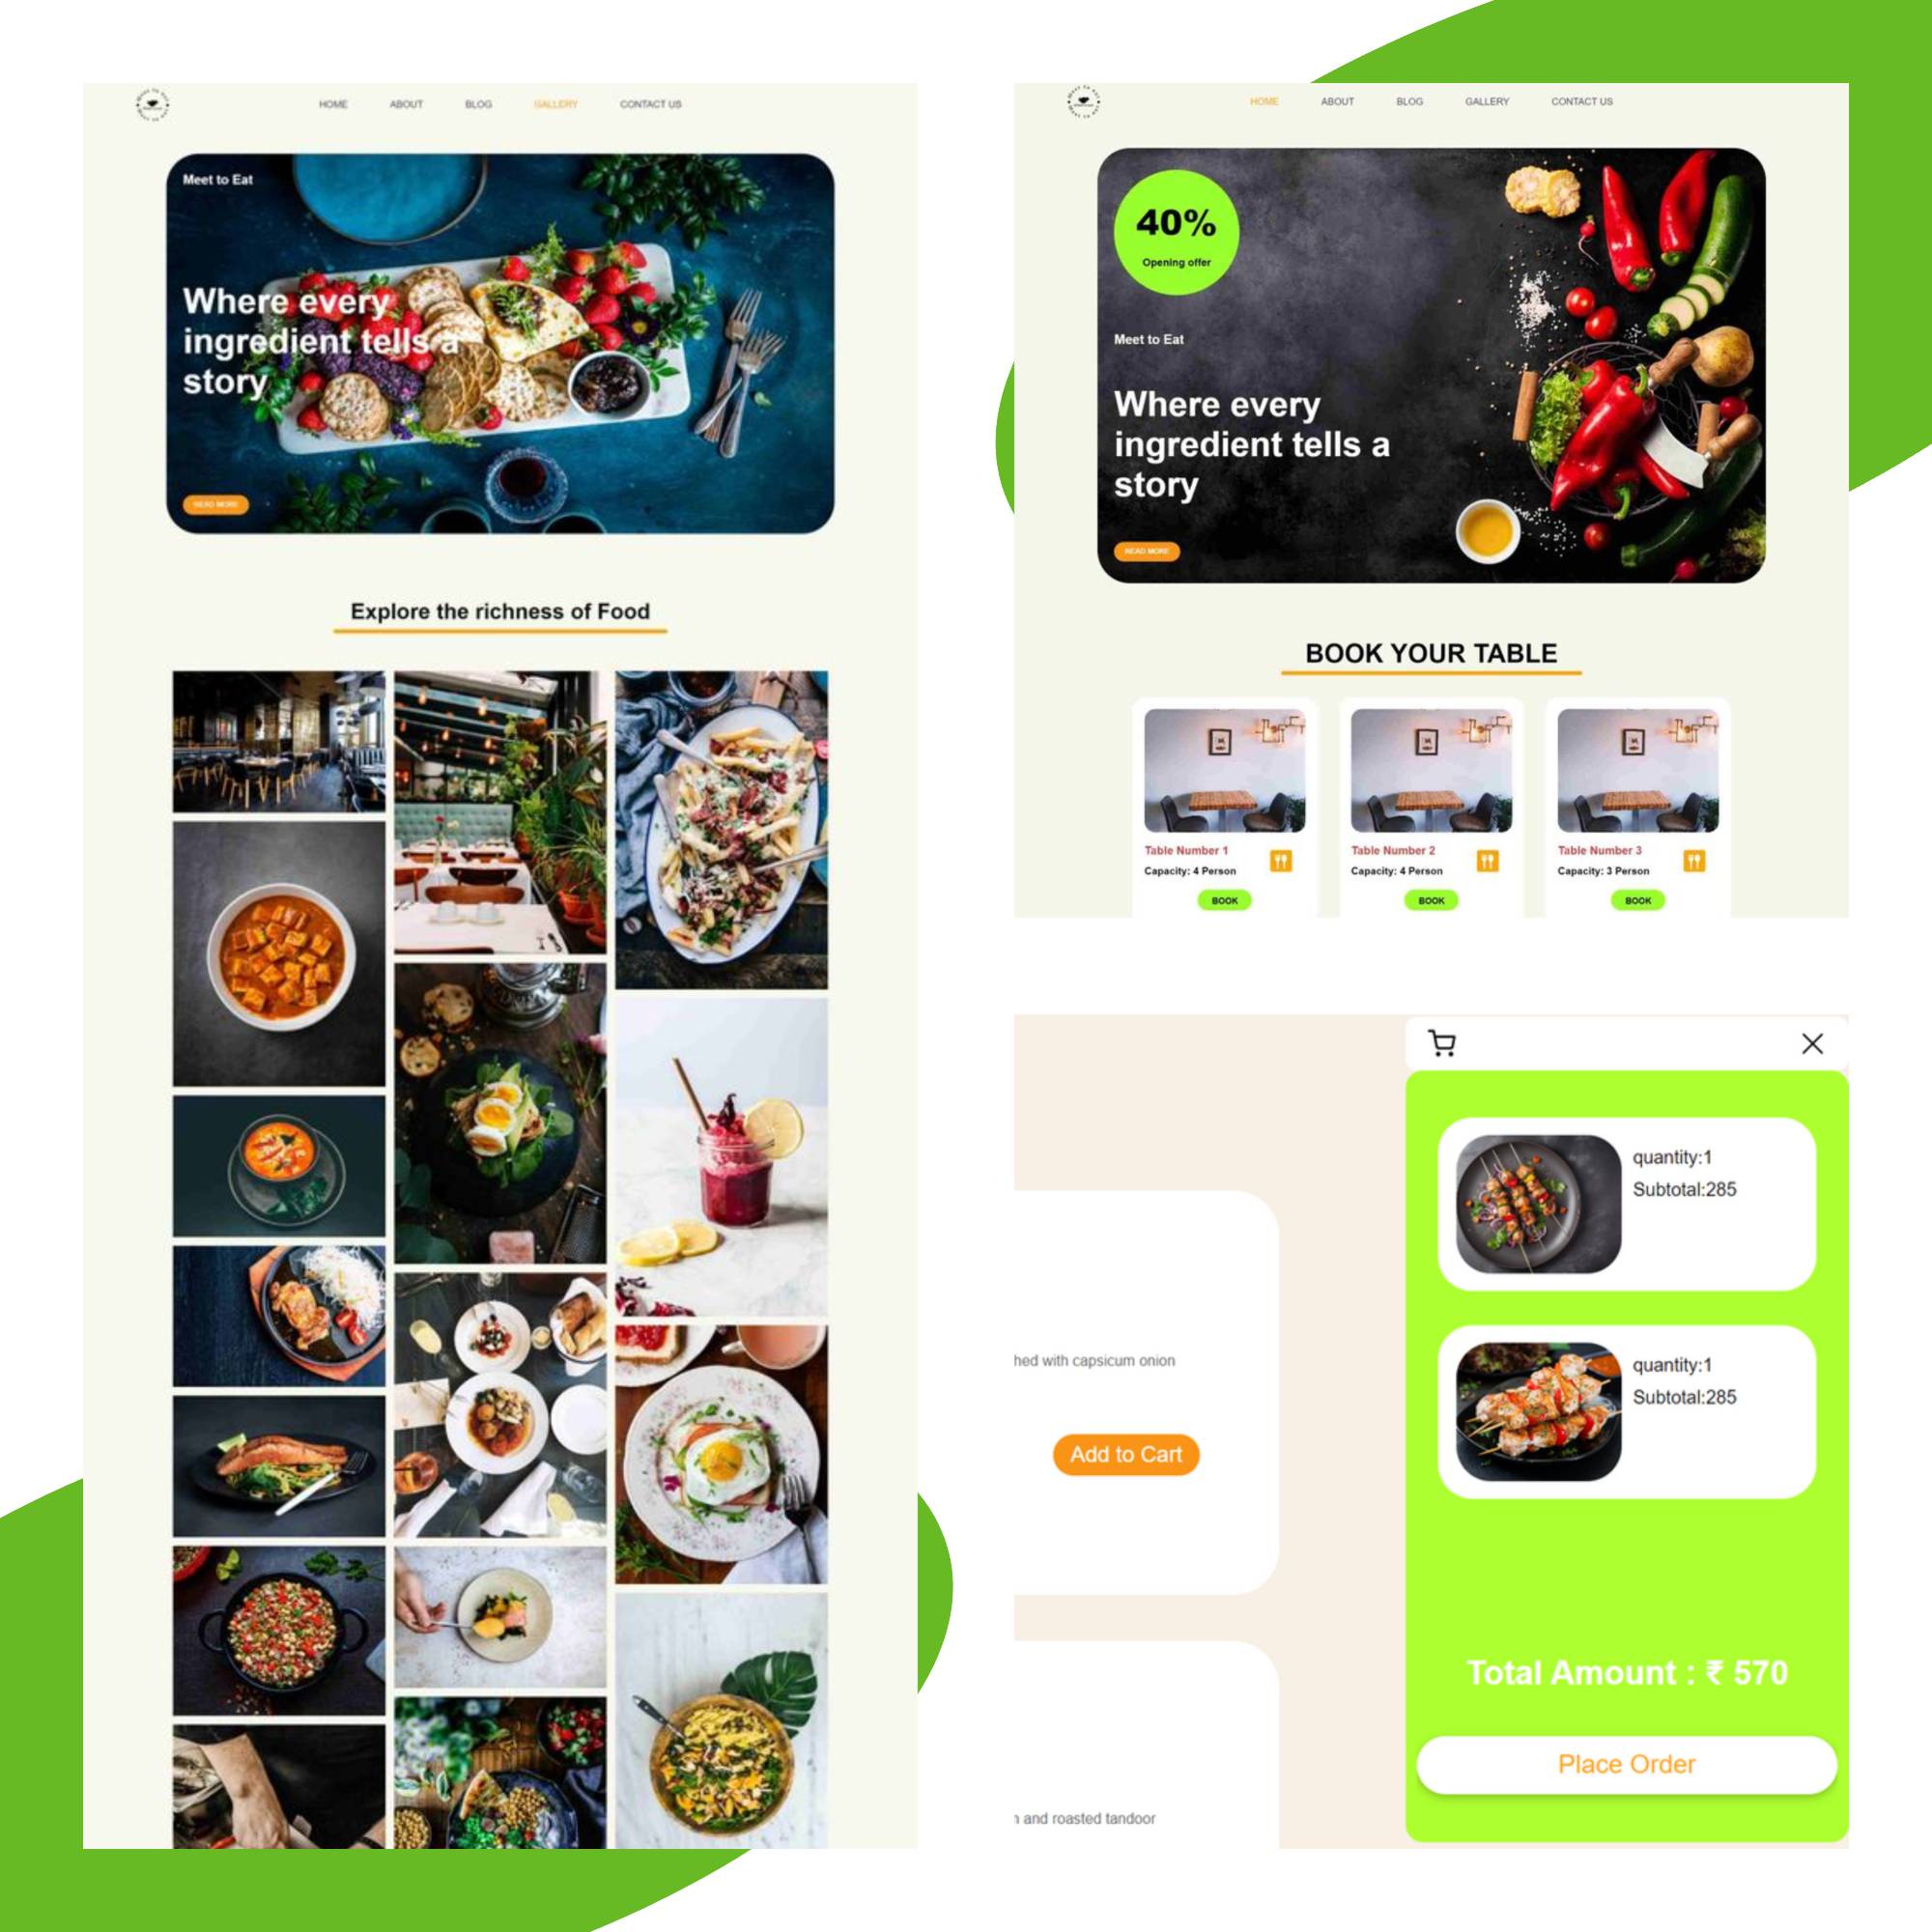 HOME ABOUT BLOG GALLERY CONTACT US
Meet to Eat
Where every
ingredient tells a
story
READ MORE
Explore the richness of Food
HOME ABOUT BLOG GALLERY CONTACT US
40%
Opening offer
Meet to Eat
Where every
ingredient tells a
story
READ MORE
BOOK YOUR TABLE
Table Number 1
Capacity: 4 Person
BOOK
Table Number 2
Capacity: 4 Person
BOOK
Table Number 3
Capacity: 3 Person
BOOK
hed with capsicum onion
Add to Cart
and roasted tandoor
quantity:1
Subtotal:285
quantity:1
Subtotal:285
Total Amount : ₹ 570
Place Order